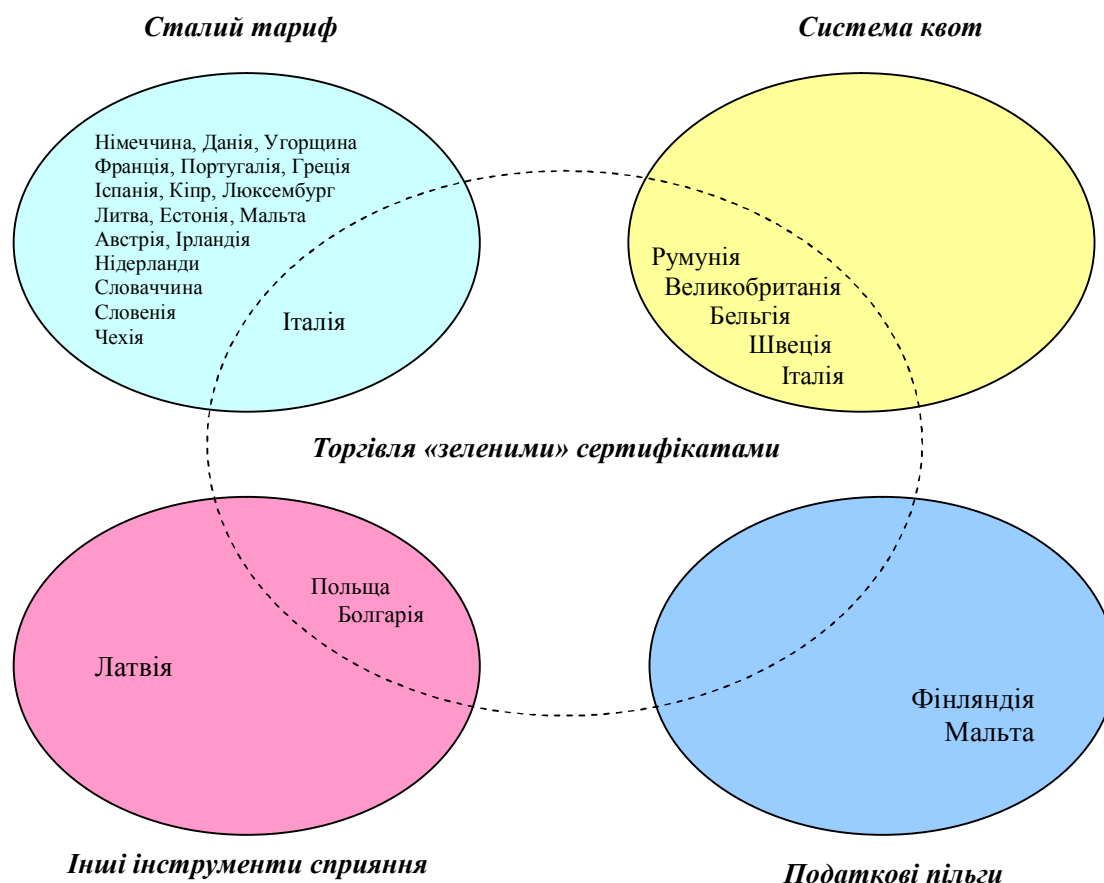 Сталий тариф
Система квот
Німеччина, Данія, Угорщина
Франція, Португалія, Греція
Іспанія, Кіпр, Люксембург
Литва, Естонія, Мальта
Австрія, Ірландія
Нідерланди
Словаччина
Словенія
Чехія
Італія
Румунія
Великобританія
Бельгія
Швеція
Італія
Торгівля «зеленими» сертифікатами
Польща
Болгарія
Латвія
Фінляндія
Мальта
Інші інструменти сприяння
Податкові пільги